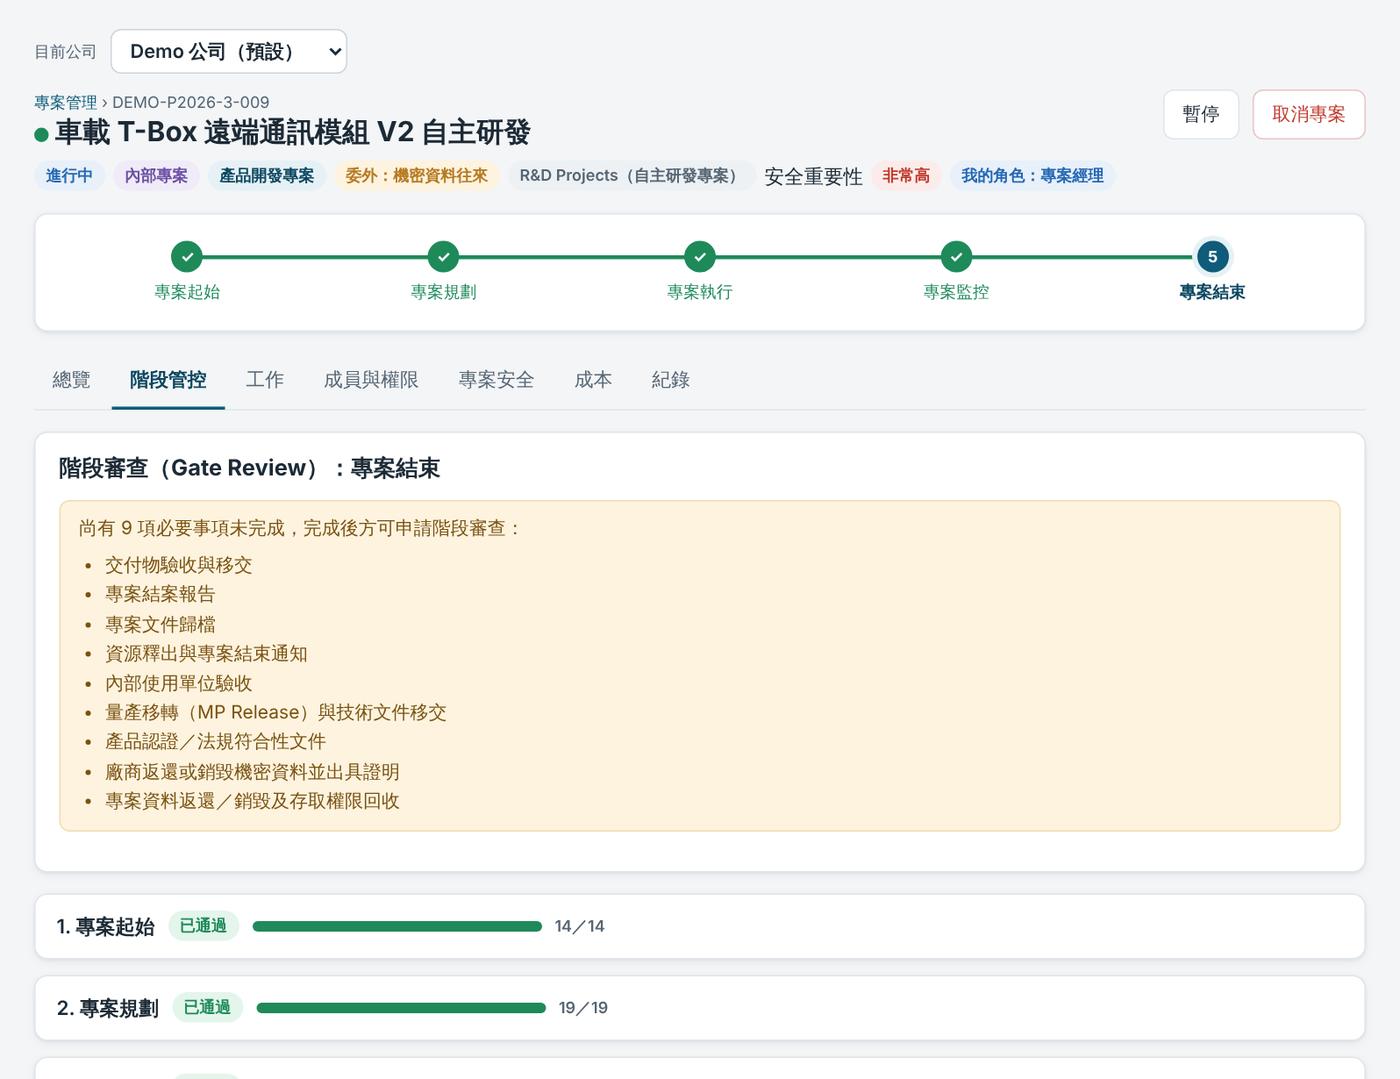 目前公司 Demo 公司（預設）
專案管理 › DEMO-P2026-3-009
車載 T-Box 遠端通訊模組 V2 自主研發
暫停 取消專案
進行中 內部專案 產品開發專案 委外：機密資料往來 R&D Projects（自主研發專案） 安全重要性 非常高 我的角色：專案經理
5
專案起始 專案規劃 專案執行 專案監控 專案結束
總覽 階段管控 工作 成員與權限 專案安全 成本 紀錄
階段審查（Gate Review）：專案結束
尚有 9 項必要事項未完成，完成後方可申請階段審查：
• 交付物驗收與移交
• 專案結案報告
• 專案文件歸檔
• 資源釋出與專案結束通知
• 內部使用單位驗收
• 量產移轉（MP Release）與技術文件移交
• 產品認證／法規符合性文件
• 廠商返還或銷毀機密資料並出具證明
• 專案資料返還／銷毀及存取權限回收
1. 專案起始 已通過 14／14
2. 專案規劃 已通過 19／19